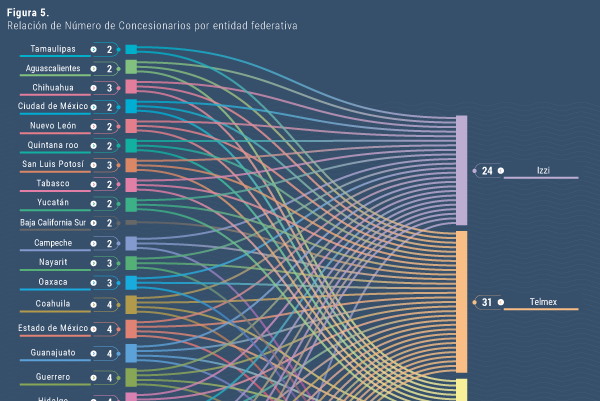 Figura 5.
Relación de Número de Concesionarios por entidad federativa
Tamaulipas 2
Aguascalientes 2
Chihuahua 3
Ciudad de México 2
Nuevo León 2
Quintana roo 2
San Luis Potosí 3
Tabasco 2
Yucatán 2
Baja California Sur 2
Campeche 2
Nayarit 3
Oaxaca 3
Coahuila 4
Estado de México 4
Guanajuato 4
Guerrero 4
Hidalgo 4
24 Izzi
31 Telmex